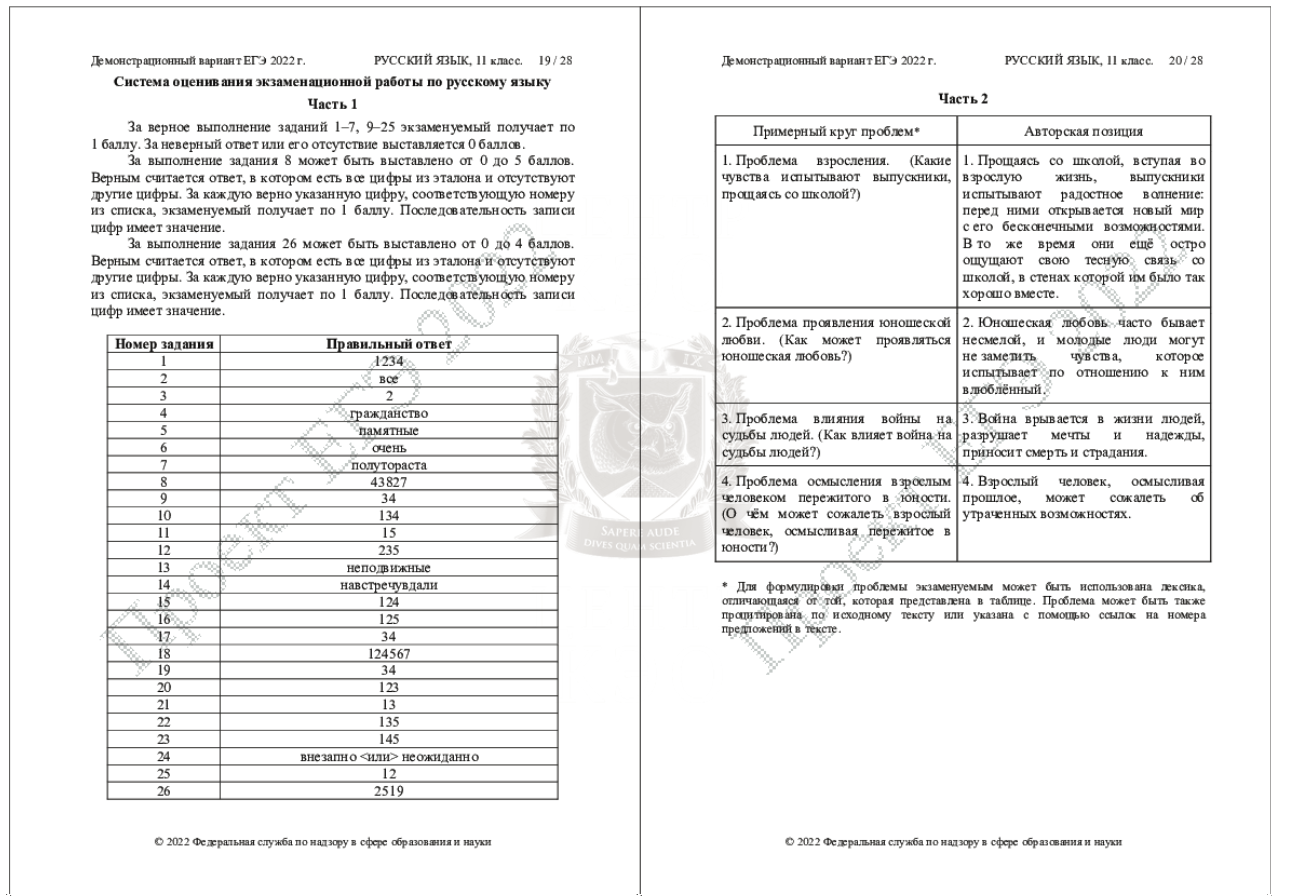 Демонстрационный вариант ЕГЭ 2022 г. РУССКИЙ ЯЗЫК, 11 класс. 19 / 28
Система оценивания экзаменационной работы по русскому языку
Часть 1
За верное выполнение заданий 1–7, 9–25 экзаменуемый получает по
1 баллу. За неверный ответ или его отсутствие выставляется 0 баллов.
За выполнение задания 8 может быть выставлено от 0 до 5 баллов.
Верным считается ответ, в котором есть все цифры из эталона и отсутствуют
другие цифры. За каждую верно указанную цифру, соответствующую номеру
из списка, экзаменуемый получает по 1 баллу. Последовательность записи
цифр имеет значение.
За выполнение задания 26 может быть выставлено от 0 до 4 баллов.
Верным считается ответ, в котором есть все цифры из эталона и отсутствуют
другие цифры. За каждую верно указанную цифру, соответствующую номеру
из списка, экзаменуемый получает по 1 баллу. Последовательность записи
цифр имеет значение.
Номер задания Правильный ответ
1 1234
2 все
3 2
4 гражданство
5 памятные
6 очень
7 полутораста
8 43827
9 34
10 134
11 15
12 235
13 неподвижные
14 навстречувдали
15 124
16 125
17 34
18 124567
19 34
20 123
21 13
22 135
23 145
24 внезапно <или> неожиданно
25 12
26 2519
Проект ЕГЭ 2022
© 2022 Федеральная служба по надзору в сфере образования и науки
SAPERE AUDE
DIVES QUAM SCIENTIA
Демонстрационный вариант ЕГЭ 2022 г. РУССКИЙ ЯЗЫК, 11 класс. 20 / 28
Часть 2
Примерный круг проблем* Авторская позиция
1. Проблема взросления. (Какие
чувства испытывают выпускники,
прощаясь со школой?)
1. Прощаясь со школой, вступая во
взрослую жизнь, выпускники
испытывают радостное волнение:
перед ними открывается новый мир
с его бесконечными возможностями.
В то же время они ещё остро
ощущают свою тесную связь со
школой, в стенах которой им было так
хорошо вместе.
2. Проблема проявления юношеской
любви. (Как может проявляться
юношеская любовь?)
2. Юношеская любовь часто бывает
несмелой, и молодые люди могут
не заметить чувства, которое
испытывает по отношению к ним
влюблённый.
3. Проблема влияния войны на
судьбы людей. (Как влияет война на
судьбы людей?)
3. Война врывается в жизни людей,
разрушает мечты и надежды,
приносит смерть и страдания.
4. Проблема осмысления взрослым
человеком пережитого в юности.
(О чём может сожалеть взрослый
человек, осмысливая пережитое в
юности?)
4. Взрослый человек, осмысливая
прошлое, может сожалеть об
утраченных возможностях.
* Для формулировки проблемы экзаменуемым может быть использована лексика,
отличающаяся от той, которая представлена в таблице. Проблема может быть также
процитирована по исходному тексту или указана с помощью ссылок на номера
предложений в тексте.
Проект ЕГЭ 2022
© 2022 Федеральная служба по надзору в сфере образования и науки